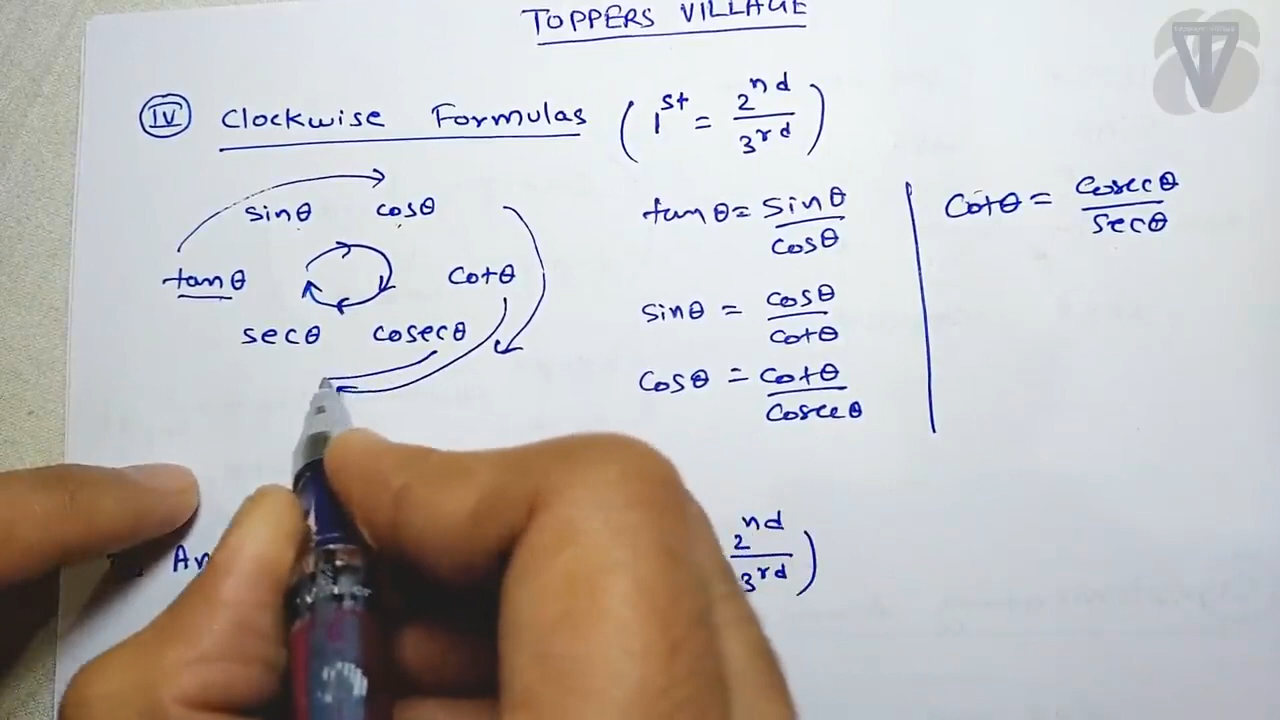 TOPPERS VILLAGE
IV Clockwise Formulas ( 1st = 2nd / 3rd )
sinθ cosθ
tanθ cotθ
secθ cosecθ
tanθ = sinθ / cosθ
sinθ = cosθ / cotθ
cosθ = cotθ / cosecθ
cotθ = cosecθ / secθ
2nd / 3rd )